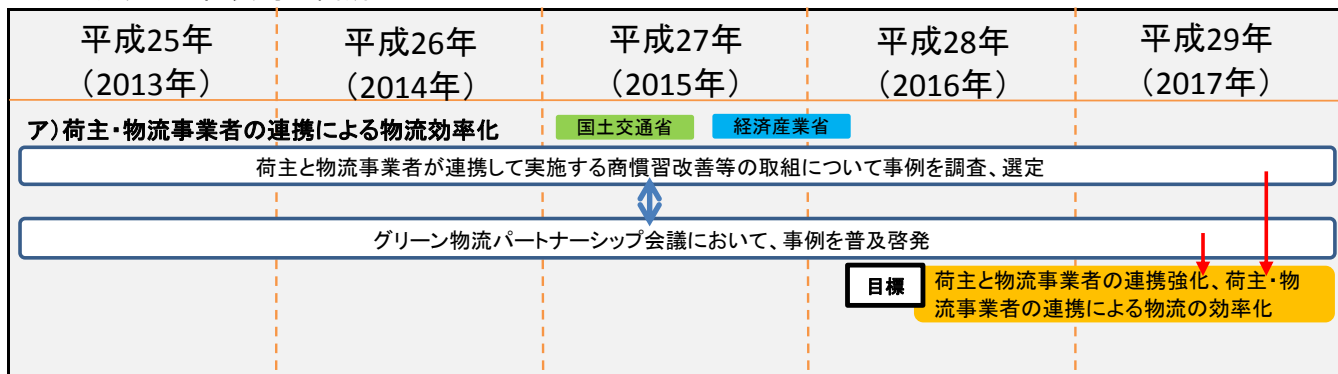 平成25年
(2013年)
平成26年
(2014年)
平成27年
(2015年)
平成28年
(2016年)
平成29年
(2017年)
ア)荷主・物流事業者の連携による物流効率化
国土交通省
経済産業省
荷主と物流事業者が連携して実施する商慣習改善等の取組について事例を調査、選定
グリーン物流パートナーシップ会議において、事例を普及啓発
目標
荷主と物流事業者の連携強化、荷主・物
流事業者の連携による物流の効率化